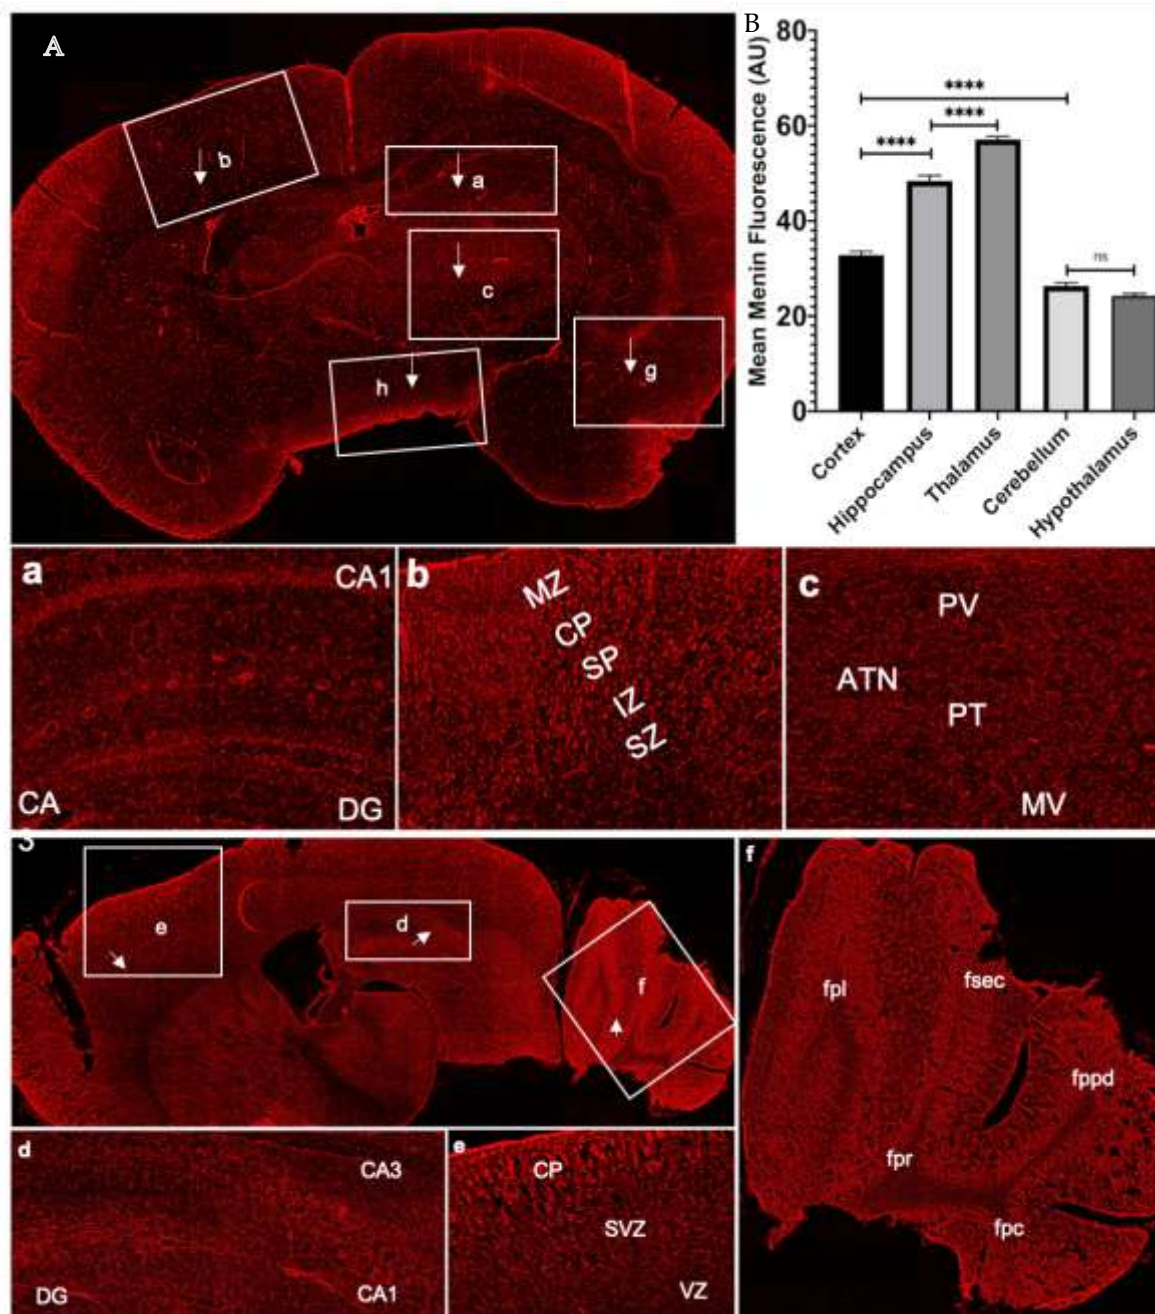 A
b
a
c
g
h
B
Mean Menin Fluorescence (AU)
80
60
40
20
0
****
****
****
ns
Cortex
Hippocampus
Thalamus
Cerebellum
Hypothalamus
a
CA1
CA
DG
b
MZ
CP
SP
IZ
SZ
c
PV
ATN
PT
MV
3
e
d
f
f
fpl
fsec
fppd
fpr
fpc
d
CA3
DG
CA1
e
CP
SVZ
VZ